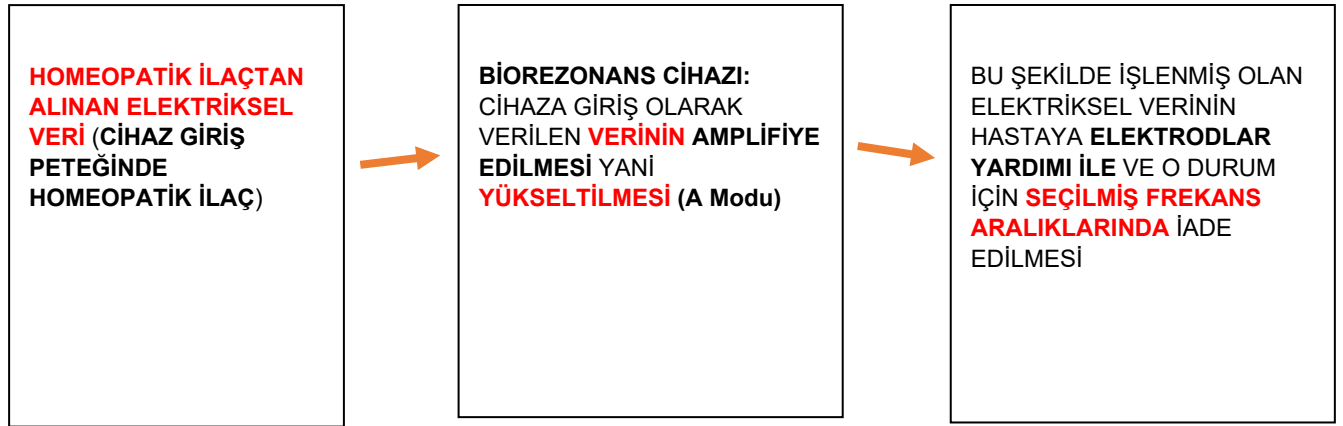 HOMEOPATİK İLAÇTAN
ALINAN ELEKTRİKSEL
VERİ (CİHAZ GİRİŞ
PETEĞİNDE
HOMEOPATİK İLAÇ)
BİOREZONANS CİHAZI:
CİHAZA GİRİŞ OLARAK
VERİLEN VERİNİN AMPLİFİYE
EDİLMESİ YANİ
YÜKSELTİLMESİ (A Modu)
BU ŞEKİLDE İŞLENMİŞ OLAN
ELEKTRİKSEL VERİNİN
HASTAYA ELEKTRODLAR
YARDIMI İLE VE O DURUM
İÇİN SEÇİLMİŞ FREKANS
ARALIKLARINDA İADE
EDİLMESİ